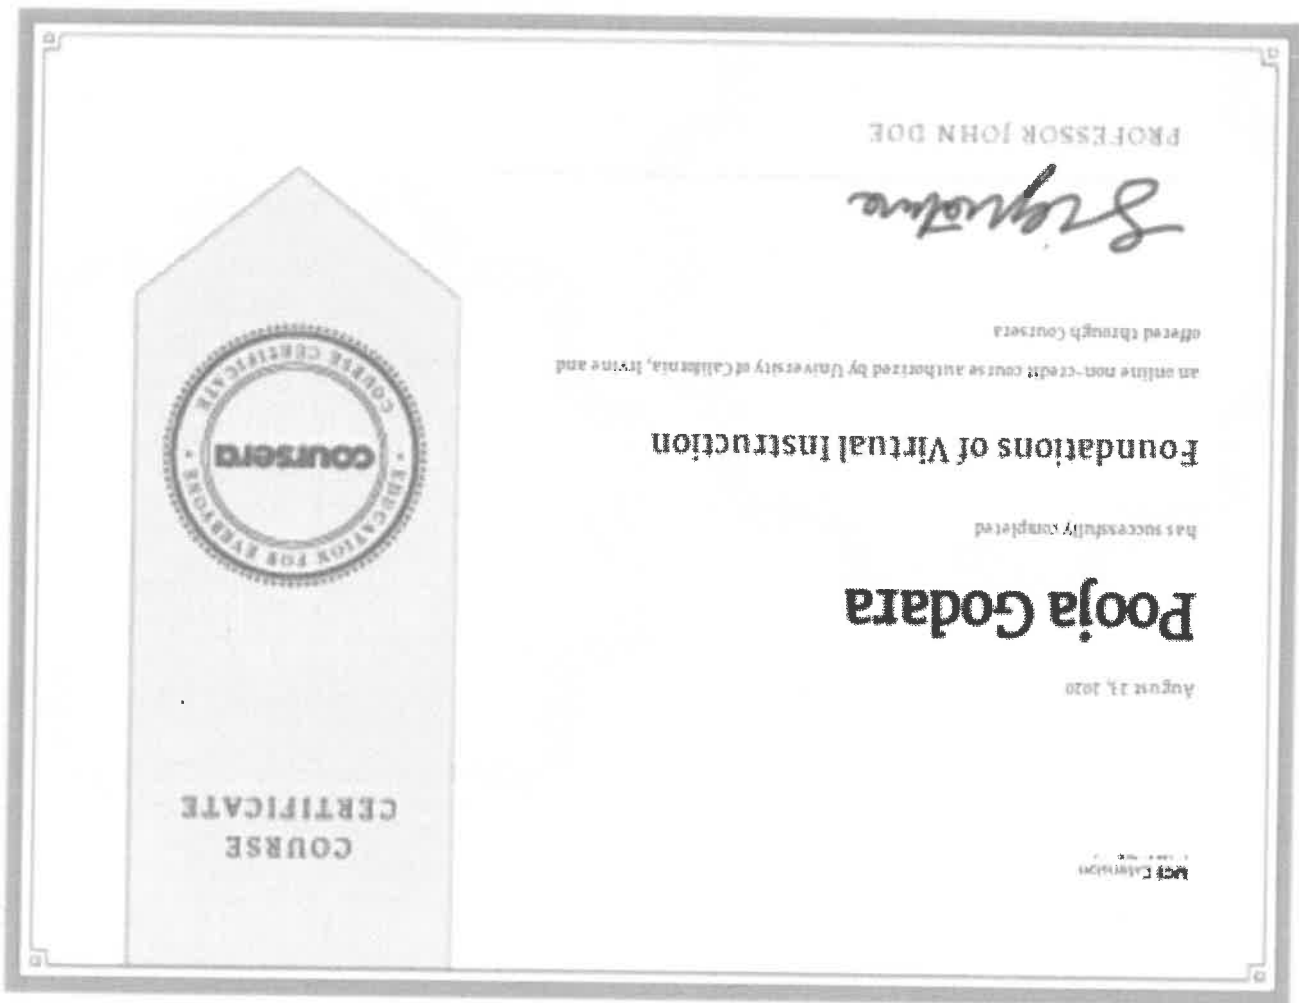 UCI Extension
August 23, 2020
Pooja Godara
has successfully completed
Foundations of Virtual Instruction
an online non-credit course authorized by University of California, Irvine and
offered through Coursera
Signature
PROFESSOR JOHN DOE
COURSE
CERTIFICATE
EDUCATION FOR EVERYONE
coursera
COURSE CERTIFICATE